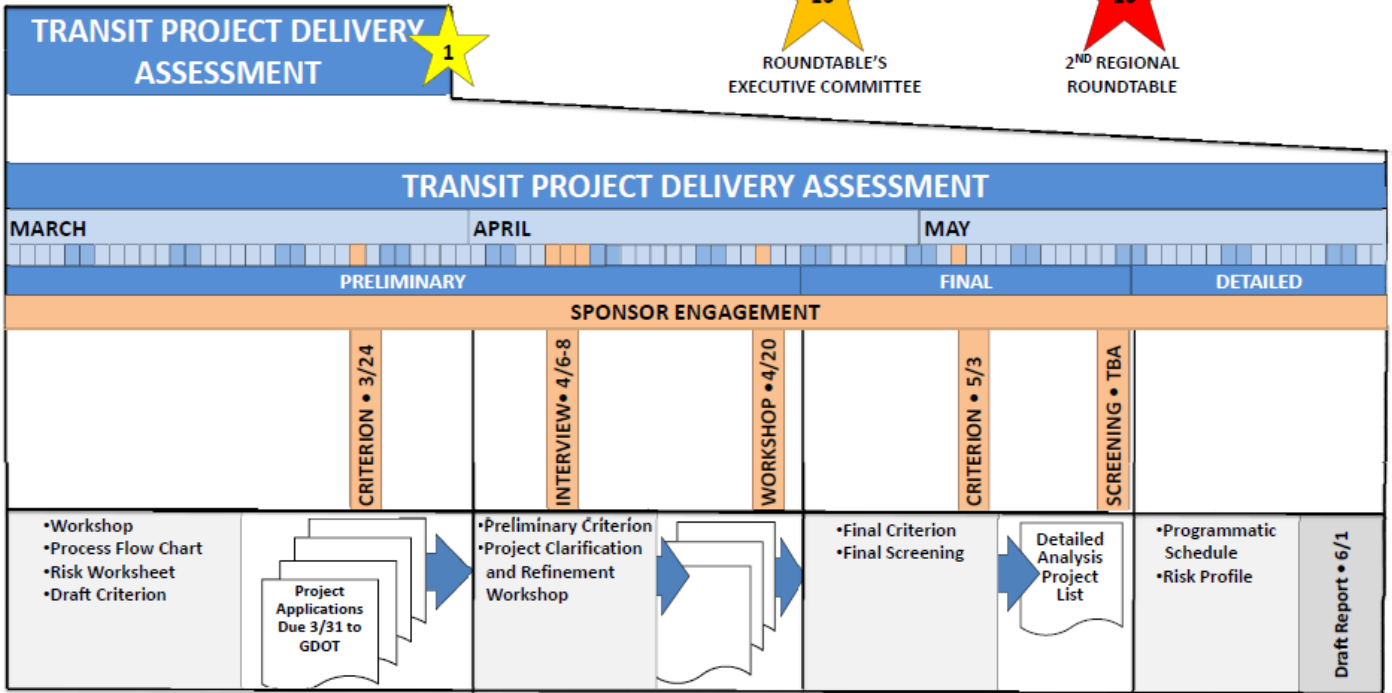 TRANSIT PROJECT DELIVERY
ASSESSMENT
1
ROUNDTABLE'S
EXECUTIVE COMMITTEE
2ND REGIONAL
ROUNDTABLE
TRANSIT PROJECT DELIVERY ASSESSMENT
MARCH
APRIL
MAY
PRELIMINARY
FINAL
DETAILED
SPONSOR ENGAGEMENT
CRITERION • 3/24
INTERVIEW• 4/6-8
WORKSHOP •4/20
CRITERION • 5/3
SCREENING • TBA
•Workshop
•Process Flow Chart
•Risk Worksheet
•Draft Criterion
Project
Applications
Due 3/31 to
GDOT
•Preliminary Criterion
•Project Clarification
and Refinement
Workshop
•Final Criterion
•Final Screening
Detailed
Analysis
Project
List
•Programmatic
Schedule
•Risk Profile
Draft Report • 6/1